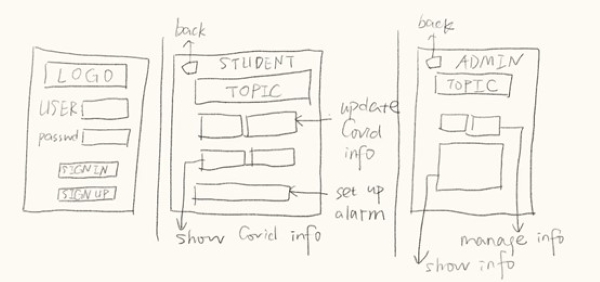 LOGO
USER
passwd
SIGN IN
SIGN UP
back
STUDENT
TOPIC
update
Covid
info
set up
alarm
show Covid info
back
ADMIN
TOPIC
manage info
show info